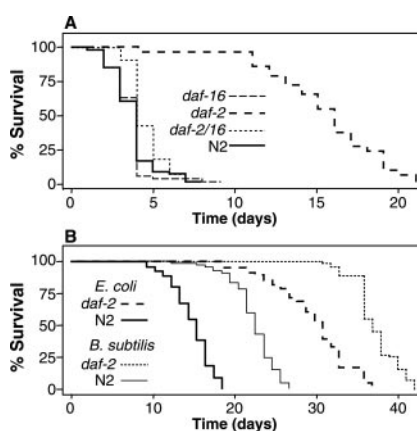 A
100
75
50
25
0
% Survival
daf-16
daf-2
daf-2/16
N2
0 5 10 15 20
Time (days)
B
100
75
50
25
0
% Survival
E. coli
daf-2
N2
B. subtilis
daf-2
N2
0 10 20 30 40
Time (days)